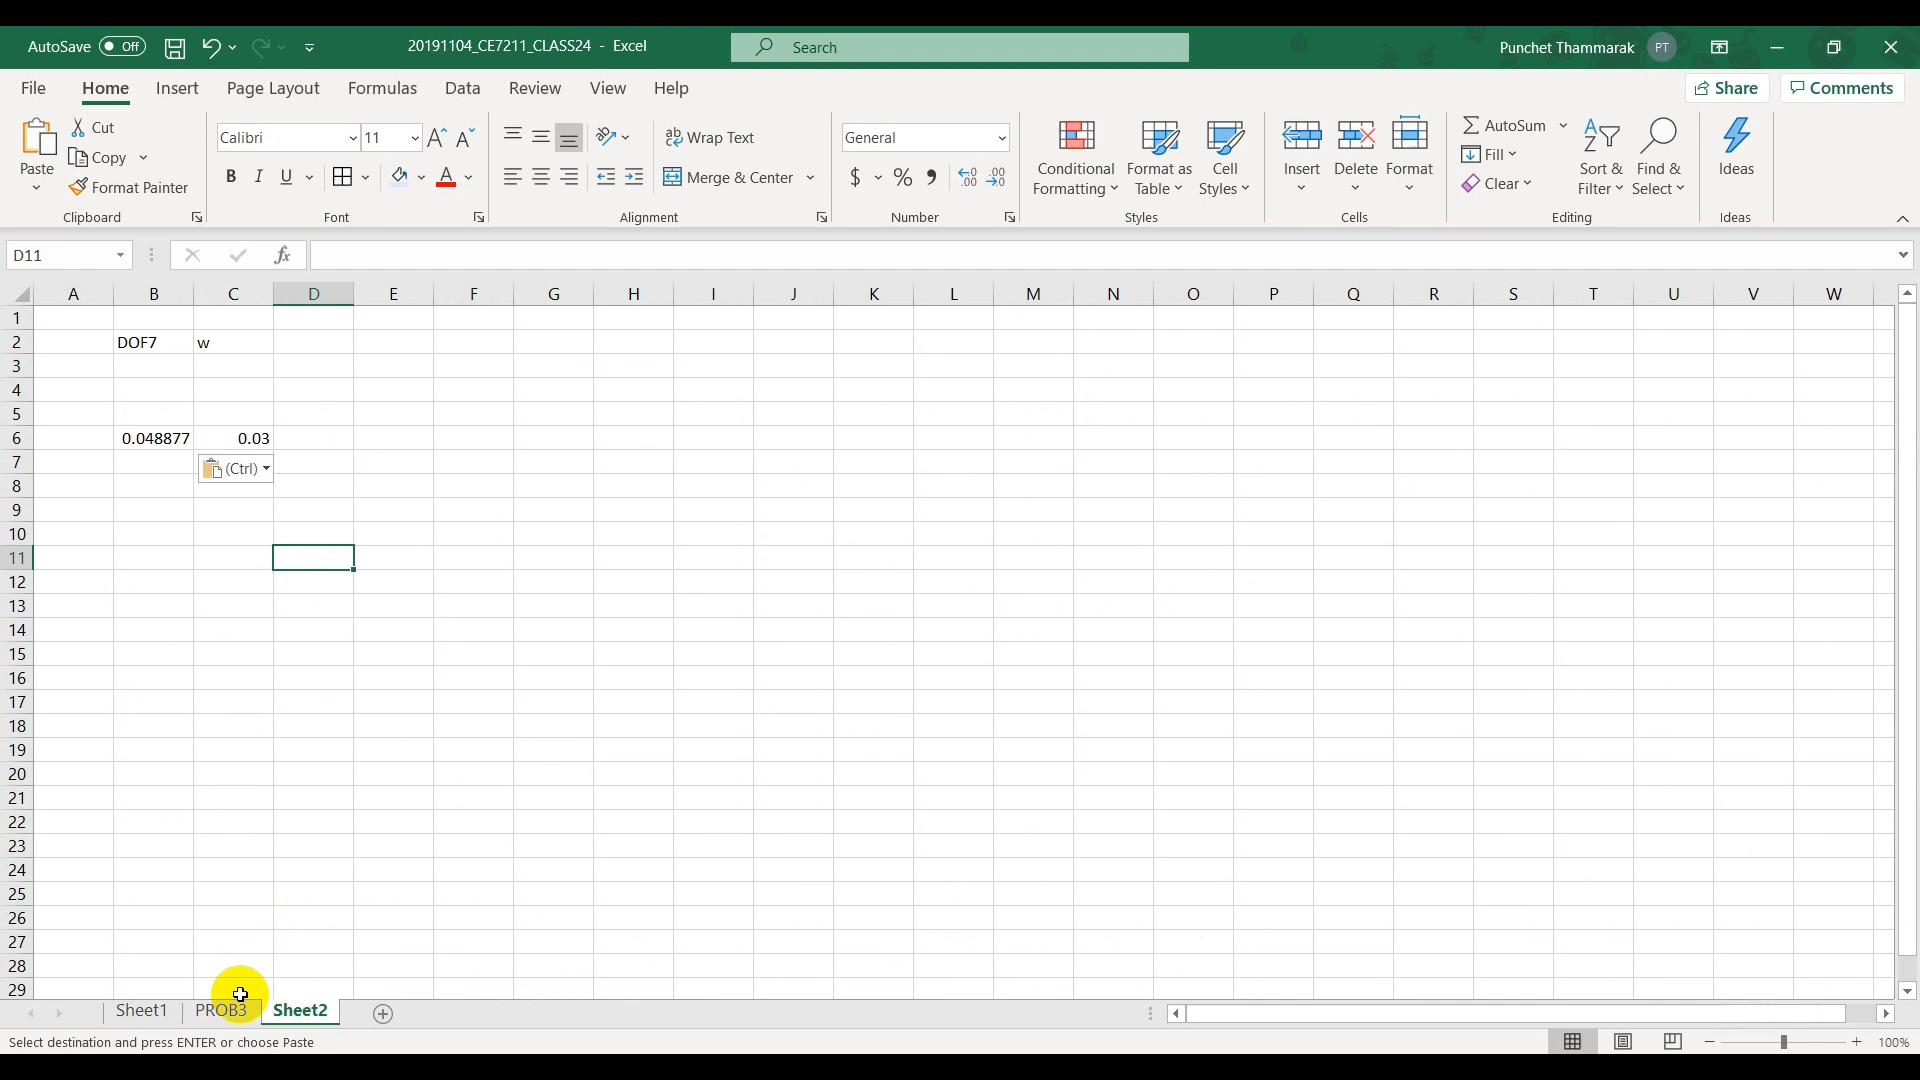 AutoSave Off 20191104_CE7211_CLASS24 - Excel Search Punchet Thammarak PT
File Home Insert Page Layout Formulas Data Review View Help Share Comments
Paste Cut Copy Format Painter Clipboard
Calibri 11 B I U A Font
ab Wrap Text Merge & Center Alignment
General $ % , .00 Number
Conditional Formatting Format as Table Cell Styles Styles
Insert Delete Format Cells
AutoSum Fill Clear Sort & Filter Find & Select Editing
Ideas Ideas
D11 fx
A B C D E F G H I J K L M N O P Q R S T U V W
1
2 DOF7 w
3
4
5
6 0.048877 0.03
7 (Ctrl)
8
9
10
11
12
13
14
15
16
17
18
19
20
21
22
23
24
25
26
27
28
29
Sheet1 PROB3 Sheet2
Select destination and press ENTER or choose Paste 100%